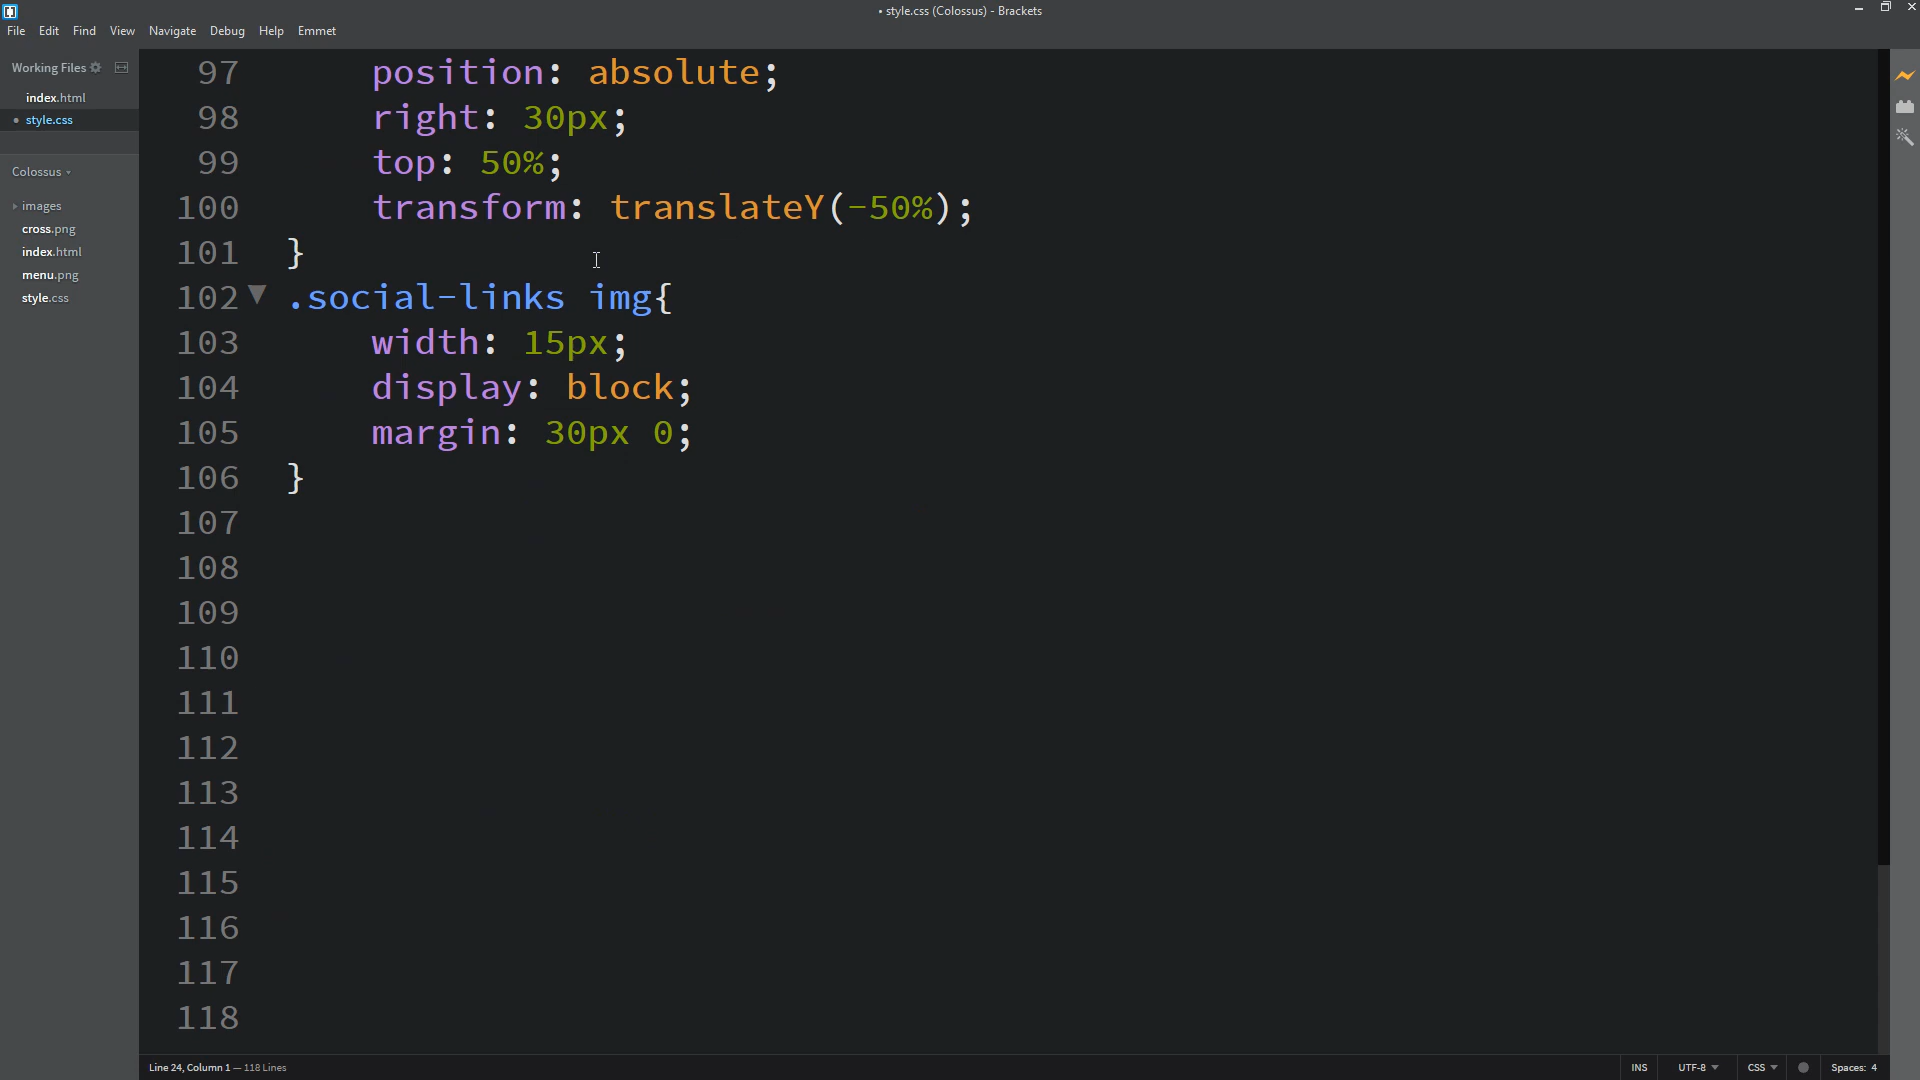 • style.css (Colossus) - Brackets
File Edit Find View Navigate Debug Help Emmet
Working Files
index.html
• style.css
Colossus
images
cross.png
index.html
menu.png
style.css
97 position: absolute;
98 right: 30px;
99 top: 50%;
100 transform: translateY(-50%);
101 }
102 .social-links img{
103 width: 15px;
104 display: block;
105 margin: 30px 0;
106 }
107
108
109
110
111
112
113
114
115
116
117
118
Line 24, Column 1 — 118 Lines
INS UTF-8 CSS Spaces: 4